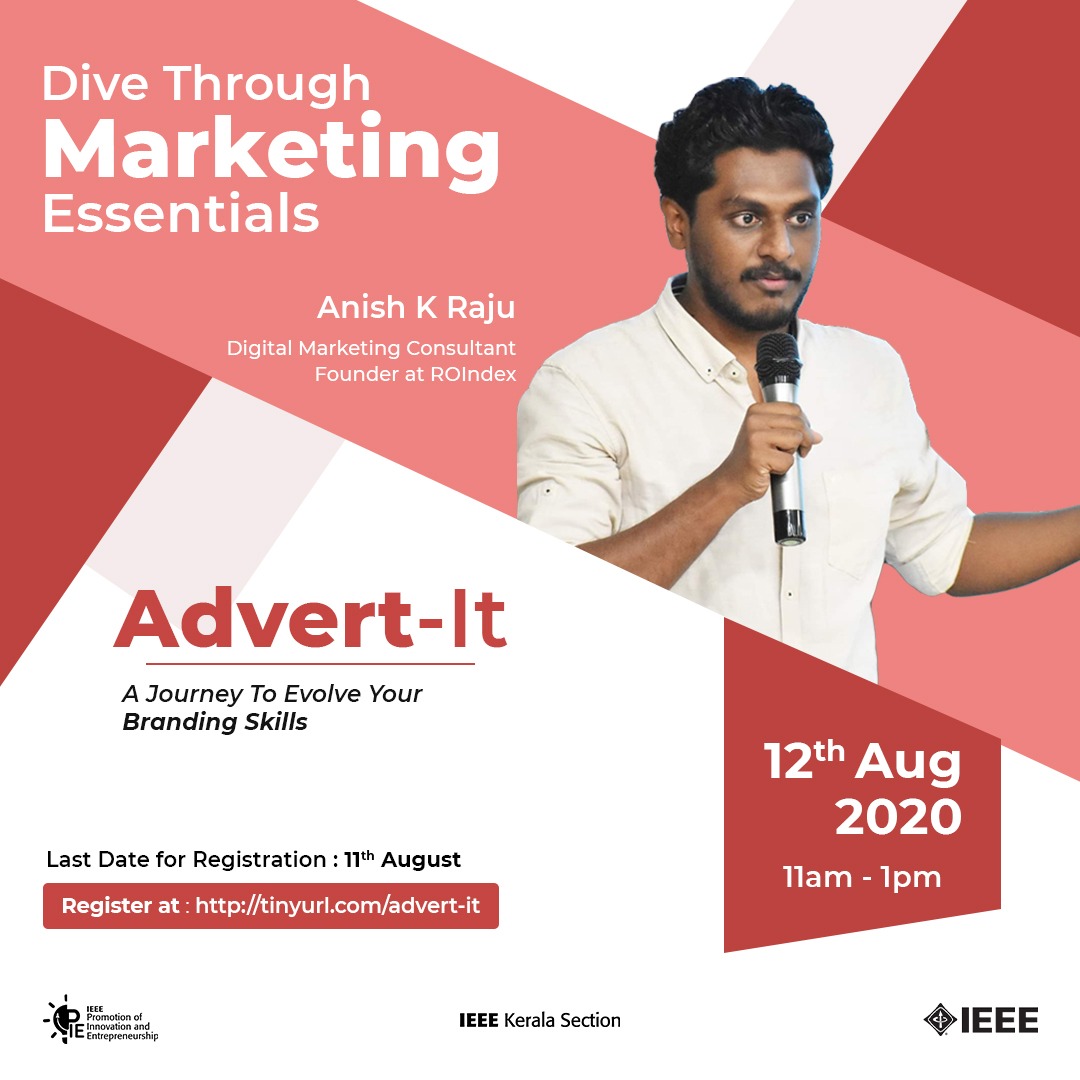 Dive Through
Marketing
Essentials
Anish K Raju
Digital Marketing Consultant
Founder at ROIndex
Advert-It
A Journey To Evolve Your
Branding Skills
12th Aug
2020
11am - 1pm
Last Date for Registration : 11th August
Register at : http://tinyurl.com/advert-it
PIE
IEEE
Promotion of
Innovation and
Entrepreneurship
IEEE Kerala Section
IEEE